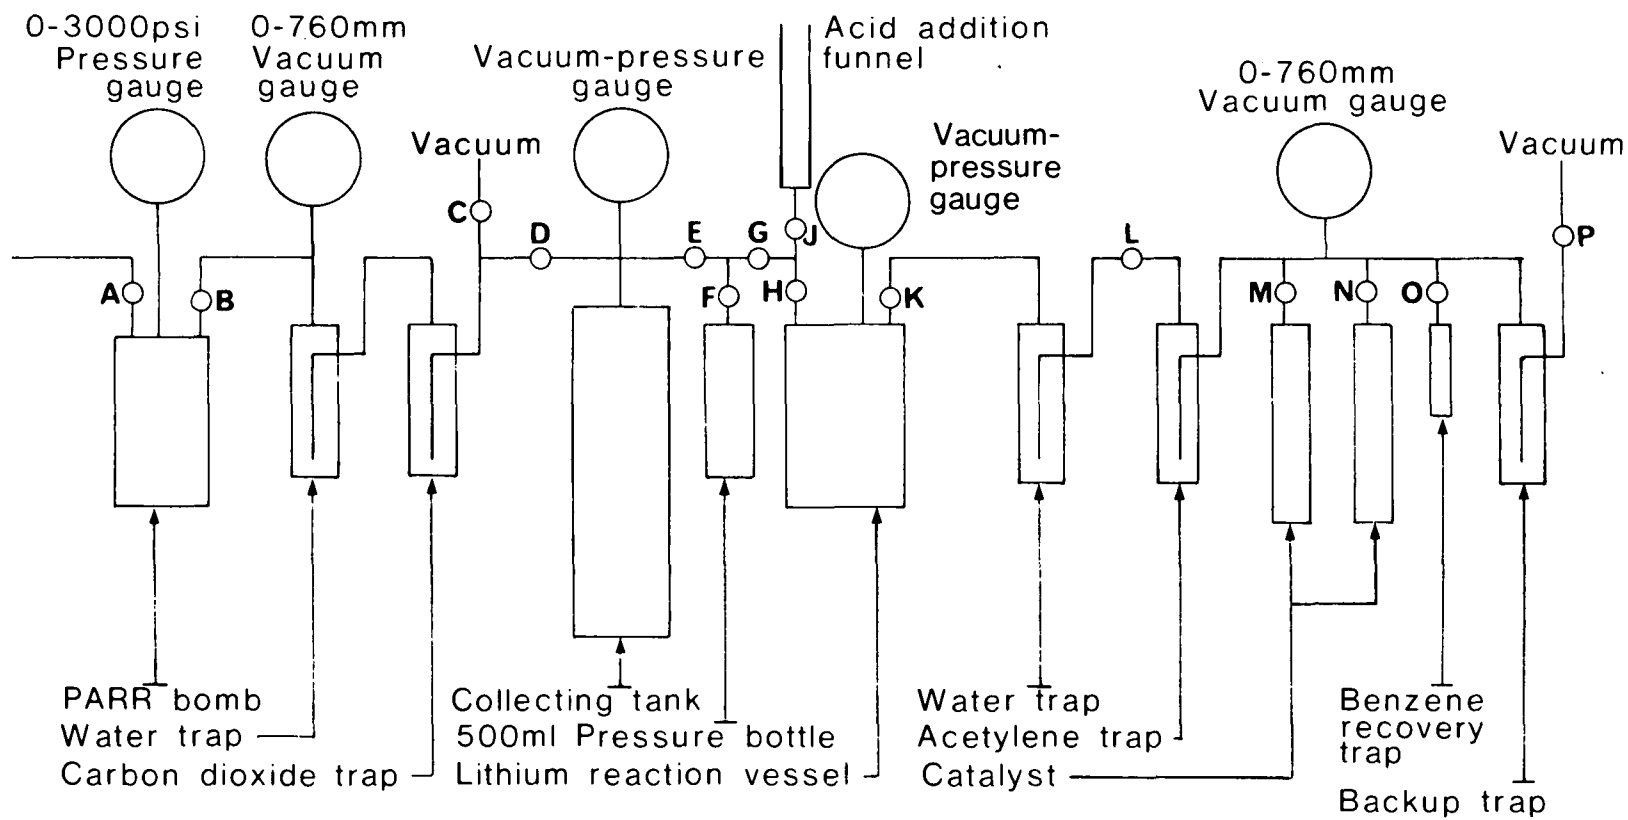 0-3000psi
Pressure
gauge
0-760mm
Vacuum
gauge
Vacuum
Vacuum-pressure
gauge
Acid addition
funnel
Vacuum-
pressure
gauge
0-760mm
Vacuum gauge
Vacuum
A
B
C
D
E
F
G
H
J
K
L
M
N
O
P
PARR bomb
Water trap
Carbon dioxide trap
Collecting tank
500ml Pressure bottle
Lithium reaction vessel
Water trap
Acetylene trap
Catalyst
Benzene
recovery
trap
Backup trap